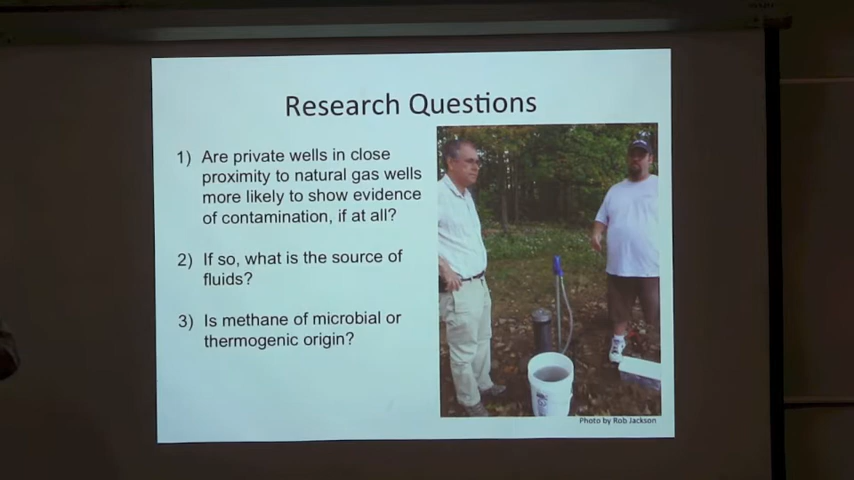 Research Questions
1) Are private wells in close
proximity to natural gas wells
more likely to show evidence
of contamination, if at all?
2) If so, what is the source of
fluids?
3) Is methane of microbial or
thermogenic origin?
Photo by Rob Jackson